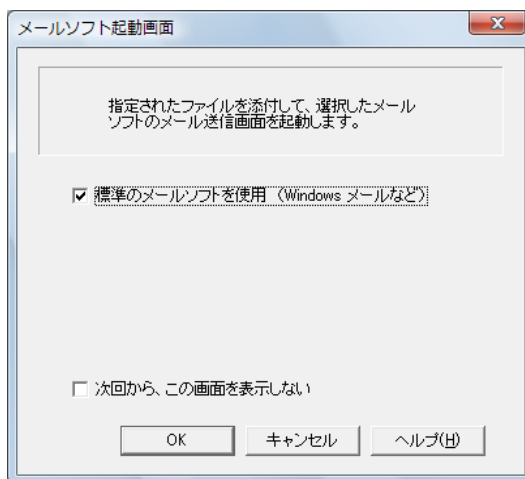 メールソフト起動画面
指定されたファイルを添付して、選択したメール
ソフトのメール送信画面を起動します。
標準のメールソフトを使用 （Windows メールなど）
次回から、この画面を表示しない
OK キャンセル ヘルプ(H)